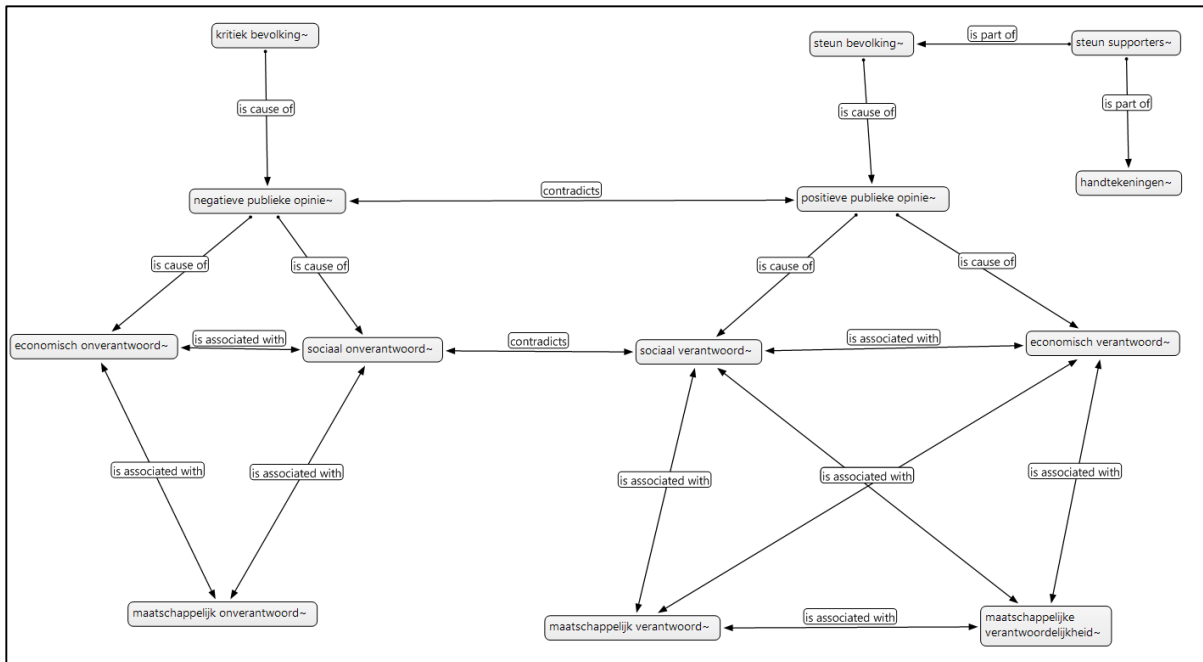 kritiek bevolking~
steun bevolking~
is part of
steun supporters~
is cause of
is cause of
is part of
handtekeningen~
negatieve publieke opinie~
contradicts
positieve publieke opinie~
is cause of
is cause of
is cause of
is cause of
economisch onverantwoord~
is associated with
sociaal onverantwoord~
contradicts
sociaal verantwoord~
is associated with
economisch verantwoord~
is associated with
is associated with
is associated with
is associated with
is associated with
maatschappelijk onverantwoord~
maatschappelijk verantwoord~
is associated with
maatschappelijke
verantwoordelijkheid~